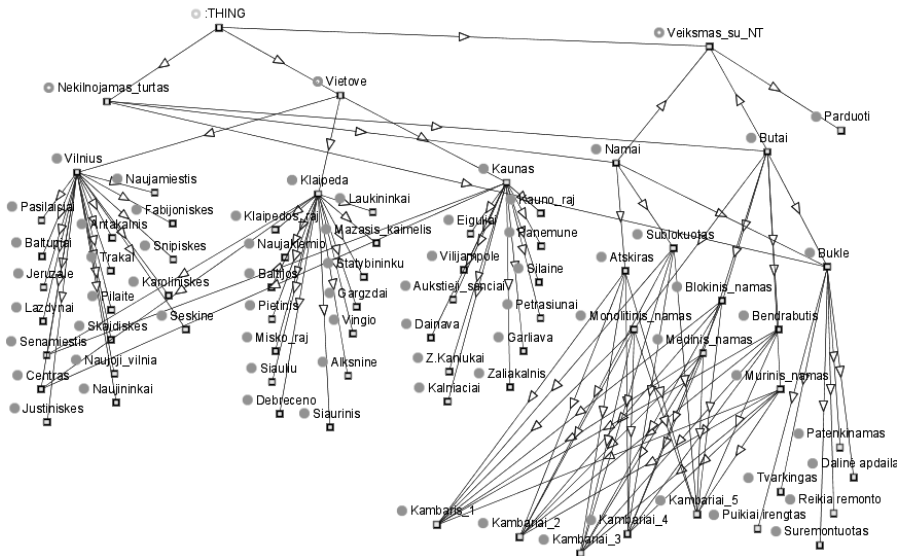 :THING
Veiksmas_su_NT
Nekilnojamas_turtas
Vietove
Parduoti
Butai
Namai
Vilnius
Naujamiestis
Klaipeda
Laukininkai
Kaunas
Kauno_raj
Pasilaiciai
Fabijoniskes
Antakalnis
Klaipedos_raj
Mazasis_kaimelis
Eiguliai
Panemune
Sublokuotas
Baltupiai
Snipiskes
Trakai
Naujakiemio
Statybininku
Vilijampole
Silaine
Atskiras
Bukle
Jeruzale
Karoliniskes
Baltijos
Gargzdai
Aukstieji_sanciai
Blokinis_namas
Lazdynai
Pilaite
Seskine
Pietinis
Vingio
Dainava
Petrasiunai
Monolitinis_namas
Bendrabutis
Senamiestis
Skaidiskes
Misko_raj
Garliava
Medinis_namas
Centras
Naujoji_vilnia
Siauliu
Alksnine
Z.Kaniukai
Zaliakalnis
Murinis_namas
Justiniskes
Naujininkai
Debreceno
Siaurinis
Kalnieciai
Patenkinamas
Daline apdaila
Tvarkingas
Kambaris_1
Kambariai_2
Kambariai_3
Kambariai_4
Kambariai_5
Puikiai irengtas
Reikia remonto
Suremontuotas